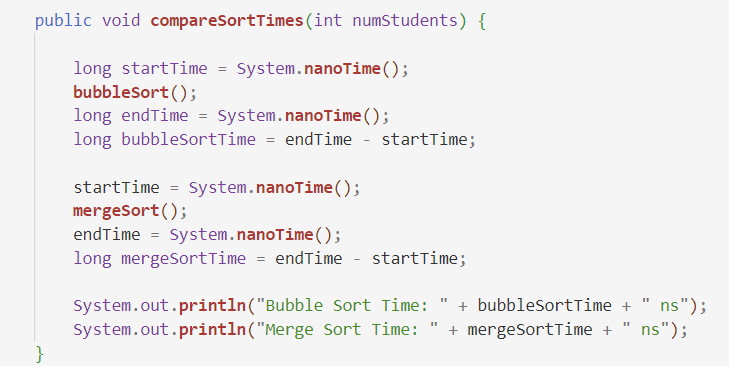 public void compareSortTimes(int numStudents) {
long startTime = System.nanoTime();
bubbleSort();
long endTime = System.nanoTime();
long bubbleSortTime = endTime - startTime;
startTime = System.nanoTime();
mergeSort();
endTime = System.nanoTime();
long mergeSortTime = endTime - startTime;
System.out.println("Bubble Sort Time: " + bubbleSortTime + " ns");
System.out.println("Merge Sort Time: " + mergeSortTime + " ns");
}